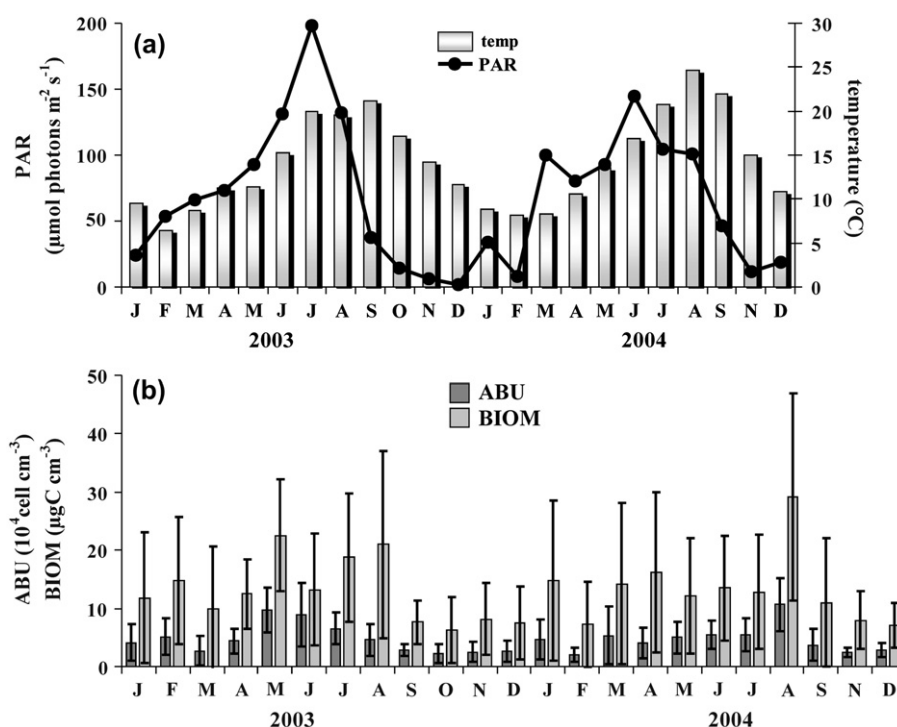 (a)
temp
PAR
PAR
(µmol photons m⁻² s⁻¹)
200
150
100
50
0
30
25
20
15
10
5
0
temperature (°C)
J F M A M J J A S O N D J F M A M J J A S N D
2003 2004
(b)
ABU
BIOM
ABU (10⁴cell cm⁻³)
BIOM (µgC cm⁻³)
50
40
30
20
10
0
J F M A M J J A S O N D J F M A M J J A S N D
2003 2004